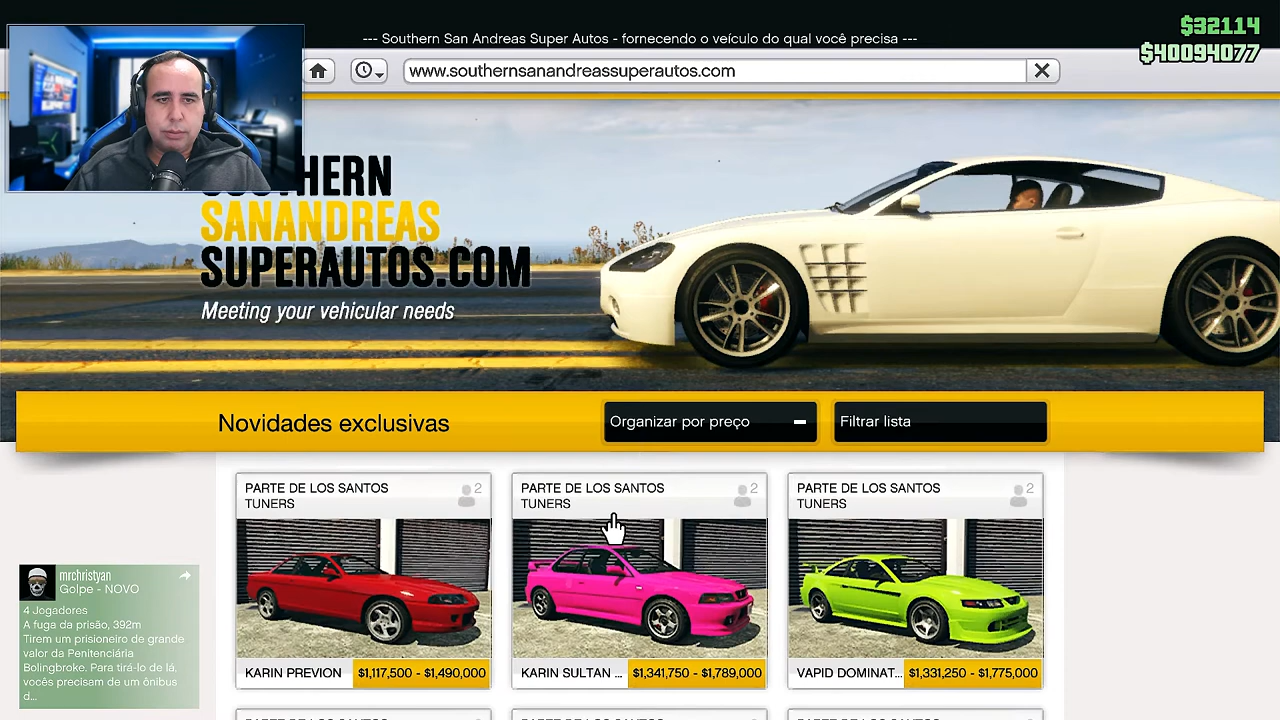 --- Southern San Andreas Super Autos - fornecendo o veículo do qual você precisa ---
$32114
$40094077
www.southernsanandreassuperautos.com
HERN
SANANDREAS
SUPERAUTOS.COM
Meeting your vehicular needs
Novidades exclusivas
Organizar por preço
Filtrar lista
PARTE DE LOS SANTOS
TUNERS
2
PARTE DE LOS SANTOS
TUNERS
2
PARTE DE LOS SANTOS
TUNERS
2
KARIN PREVION
$1,117,500 - $1,490,000
KARIN SULTAN ...
$1,341,750 - $1,789,000
VAPID DOMINAT...
$1,331,250 - $1,775,000
mrchristyan
Golpe - NOVO
4 Jogadores
A fuga da prisão, 392m
Tirem um prisioneiro de grande
valor da Penitenciária
Bolingbroke. Para tirá-lo de lá,
vocês precisam de um ônibus
d...